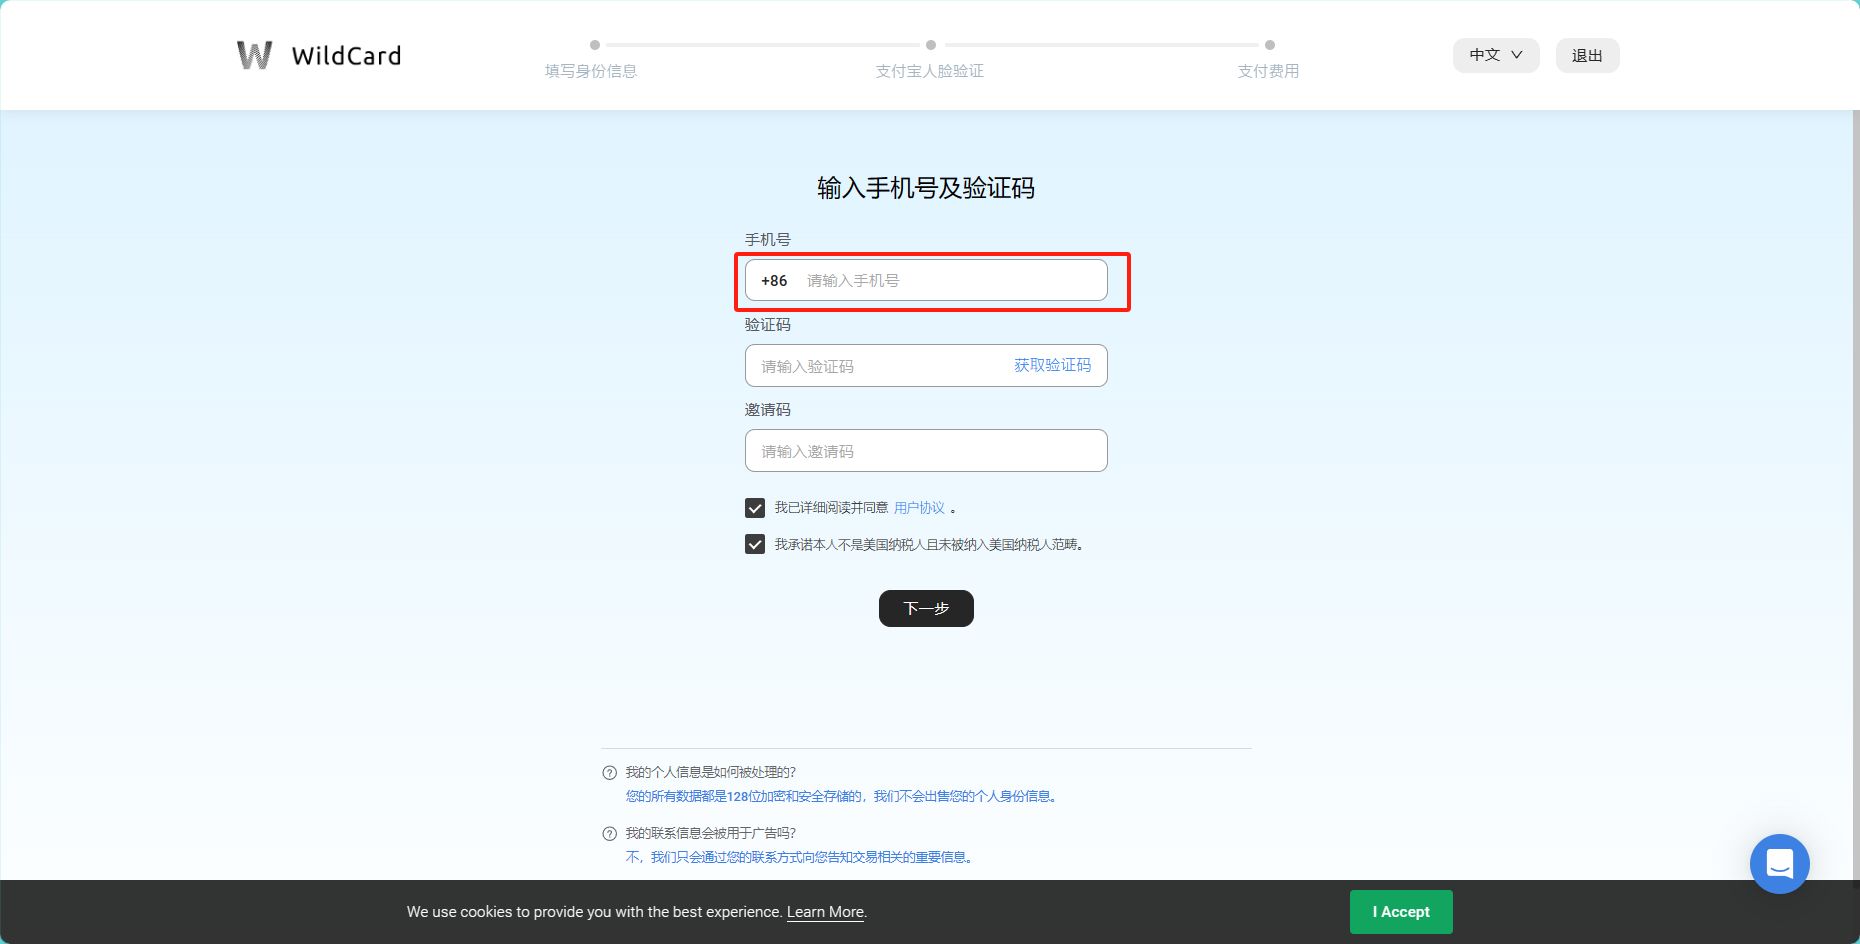 WildCard
填写身份信息
支付宝人脸验证
支付费用
中文
退出
输入手机号及验证码
手机号
+86 请输入手机号
验证码
请输入验证码 获取验证码
邀请码
请输入邀请码
我已详细阅读并同意 用户协议 。
我承诺本人不是美国纳税人且未被纳入美国纳税人范畴。
下一步
我的个人信息是如何被处理的?
您的所有数据都是128位加密和安全存储的，我们不会出售您的个人身份信息。
我的联系信息会被用于广告吗?
不，我们只会通过您的联系方式向您告知交易相关的重要信息。
We use cookies to provide you with the best experience. Learn More.
I Accept